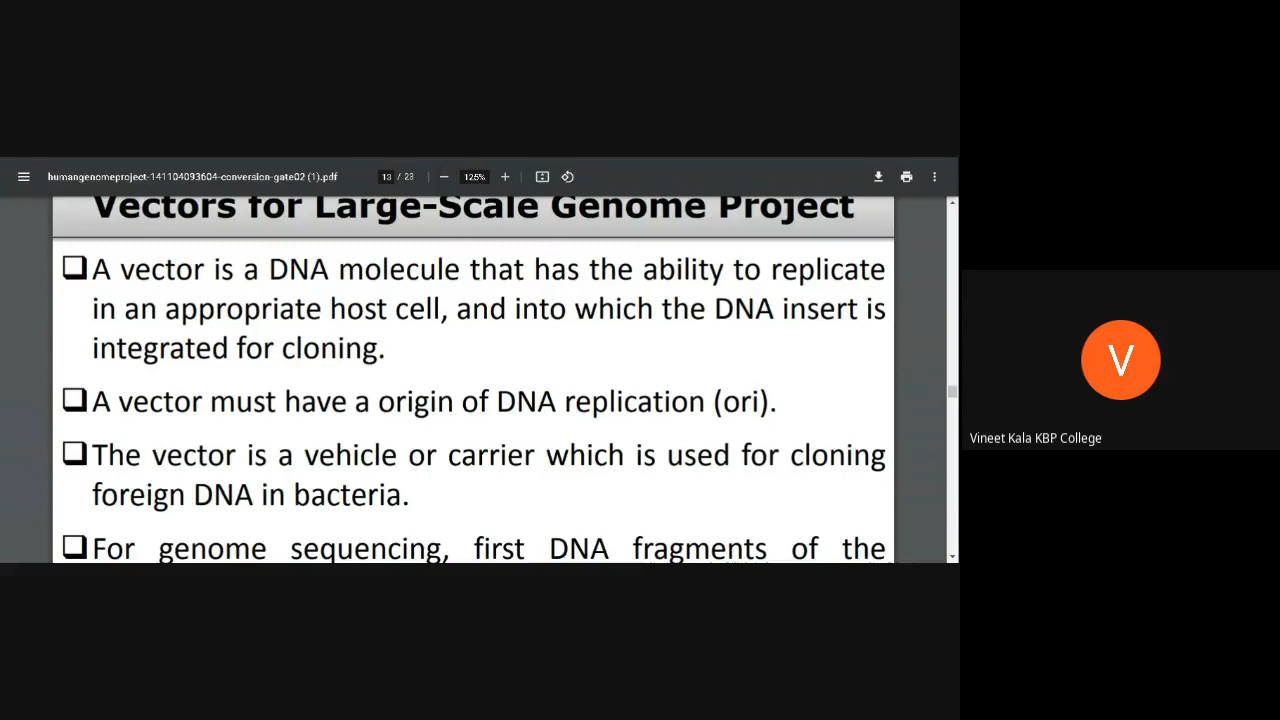 humangenomeproject-141104093604-conversion-gate02 (1).pdf
13 / 23
125%
Vectors for Large-Scale Genome Project
A vector is a DNA molecule that has the ability to replicate
in an appropriate host cell, and into which the DNA insert is
integrated for cloning.
A vector must have a origin of DNA replication (ori).
The vector is a vehicle or carrier which is used for cloning
foreign DNA in bacteria.
For genome sequencing, first DNA fragments of the
V
Vineet Kala KBP College